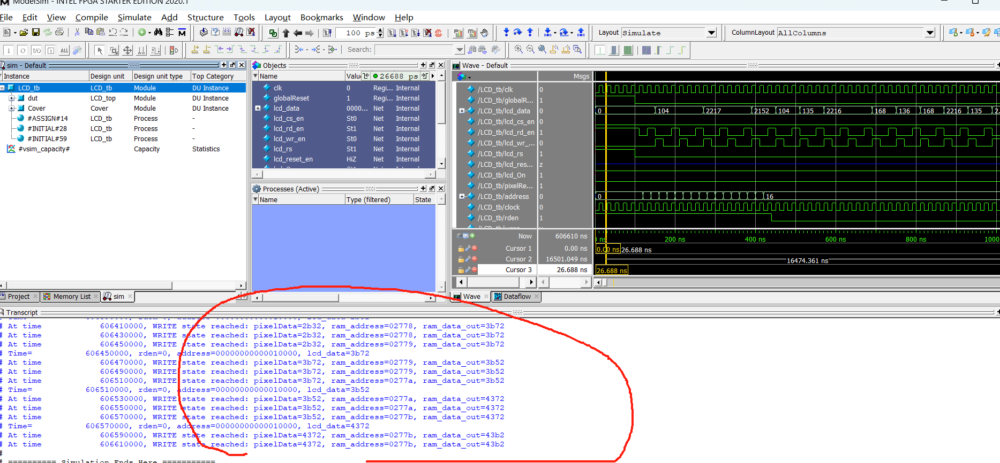 ModelSim - INTEL FPGA STARTER EDITION 2020.1
File Edit View Compile Simulate Add Structure Tools Layout Bookmarks Window Help
100 ps
Layout Simulate
ColumnLayout AllColumns
Search:
sim - Default
Instance Design unit Design unit type Top Category
LCD_tb LCD_tb Module DU Instance
dut LCD_top Module DU Instance
Cover Cover Module DU Instance
#ASSIGN#14 LCD_tb Process -
#INITIAL#28 LCD_tb Process -
#INITIAL#59 LCD_tb Process -
#vsim_capacity# Capacity Statistics
Project Memory List sim
Objects
Name Valu 26688 ps
clk 0 Regi... Internal
globalReset 1 Regi... Internal
lcd_data 0000... Net Internal
lcd_cs_en St0 Net Internal
lcd_rd_en St1 Net Internal
lcd_wr_en St0 Net Internal
lcd_rs St1 Net Internal
lcd_reset_en HiZ Net Internal
Processes (Active)
Name Type (filtered) State
Wave - Default
Msgs
/LCD_tb/clk 0
/LCD_tb/globalR... 1
/LCD_tb/lcd_data 0 0 104 2217 2152 104 135 2216 168 136 168 2216 135 2
/LCD_tb/lcd_cs_en 0
/LCD_tb/lcd_rd_en 1
/LCD_tb/lcd_wr_... 0
/LCD_tb/lcd_rs 1
/LCD_tb/lcd_res... z
/LCD_tb/lcd_On 1
/LCD_tb/pixelRe... 1
/LCD_tb/address 0 0 16
/LCD_tb/clock 0
/LCD_tb/rden 1
Now 606610 ns ns 200 ns 400 ns 600 ns 800 ns 1000
Cursor 1 0.00 ns 0.00 ns 26.688 ns
Cursor 2 16501.049 ns 16474.361 ns
Cursor 3 26.688 ns 26.688 ns
Wave Dataflow
Transcript
# At time 606410000, WRITE state reached: pixelData=2b32, ram_address=02778, ram_data_out=3b72
# At time 606430000, WRITE state reached: pixelData=2b32, ram_address=02778, ram_data_out=3b72
# At time 606450000, WRITE state reached: pixelData=2b32, ram_address=02779, ram_data_out=3b72
# Time= 606450000, rden=0, address=00000000000010000, lcd_data=3b72
# At time 606470000, WRITE state reached: pixelData=3b72, ram_address=02779, ram_data_out=3b52
# At time 606490000, WRITE state reached: pixelData=3b72, ram_address=02779, ram_data_out=3b52
# At time 606510000, WRITE state reached: pixelData=3b72, ram_address=0277a, ram_data_out=3b52
# Time= 606510000, rden=0, address=00000000000010000, lcd_data=3b52
# At time 606530000, WRITE state reached: pixelData=3b52, ram_address=0277a, ram_data_out=4372
# At time 606550000, WRITE state reached: pixelData=3b52, ram_address=0277a, ram_data_out=4372
# At time 606570000, WRITE state reached: pixelData=3b52, ram_address=0277b, ram_data_out=4372
# Time= 606570000, rden=0, address=00000000000010000, lcd_data=4372
# At time 606590000, WRITE state reached: pixelData=4372, ram_address=0277b, ram_data_out=43b2
# At time 606610000, WRITE state reached: pixelData=4372, ram_address=0277b, ram_data_out=43b2
#
# ========== Simulation Ends Here ===========